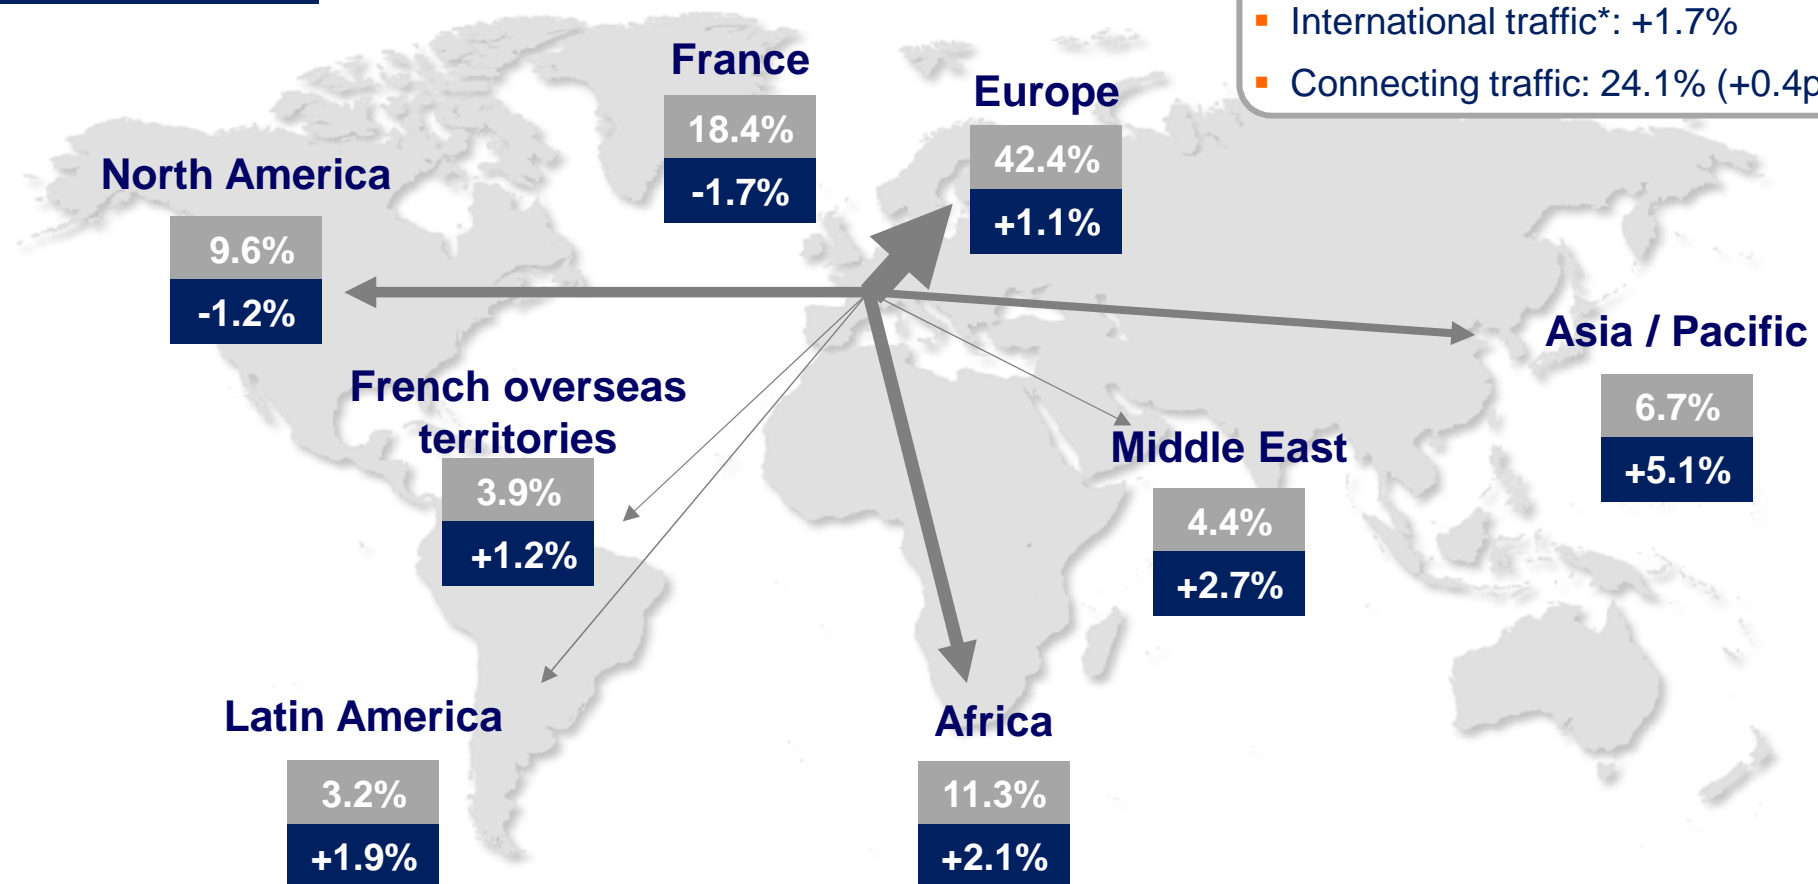 International traffic*: +1.7%
Connecting traffic: 24.1% (+0.4p
France
18.4%
-1.7%
Europe
42.4%
+1.1%
North America
9.6%
-1.2%
Asia / Pacific
6.7%
+5.1%
French overseas
territories
3.9%
+1.2%
Middle East
4.4%
+2.7%
Latin America
3.2%
+1.9%
Africa
11.3%
+2.1%